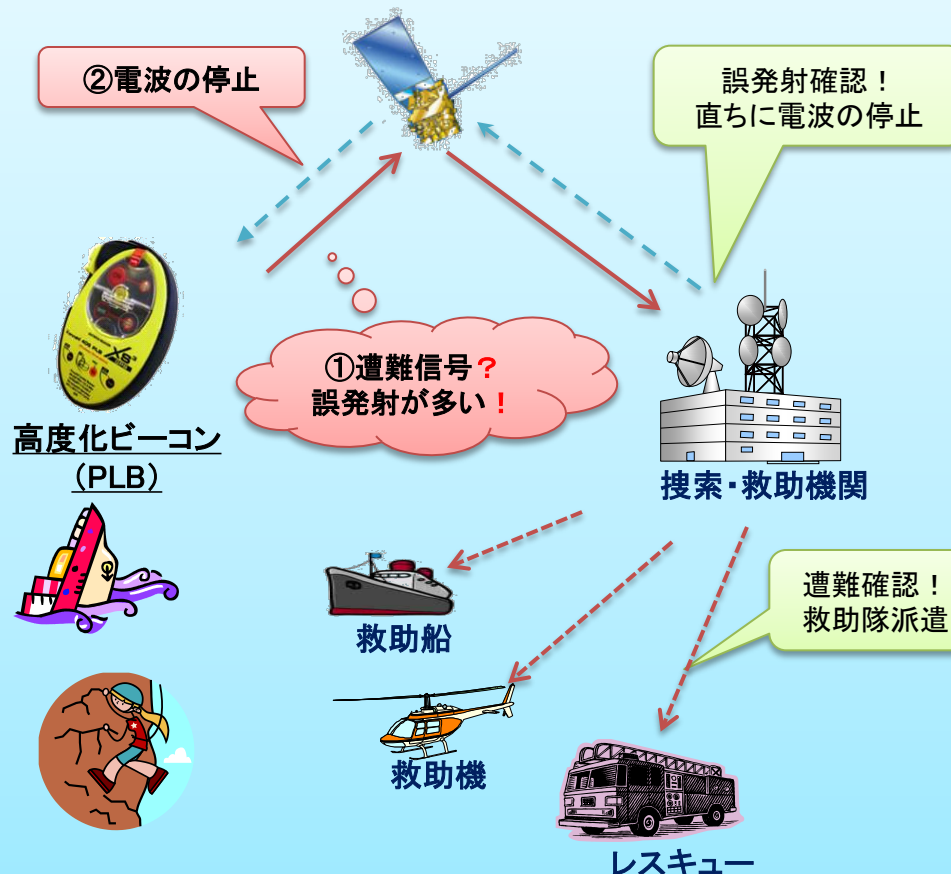 ②電波の停止
誤発射確認！
直ちに電波の停止
①遭難信号？
誤発射が多い！
高度化ビーコン
（PLB）
捜索・救助機関
遭難確認！
救助隊派遣
救助船
救助機
レスキュー